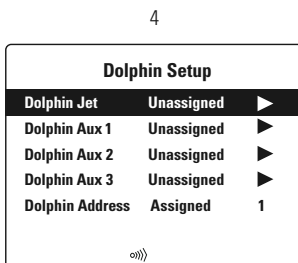 4
Dolphin Setup
Dolphin Jet Unassigned ▶
Dolphin Aux 1 Unassigned ▶
Dolphin Aux 2 Unassigned ▶
Dolphin Aux 3 Unassigned ▶
Dolphin Address Assigned 1